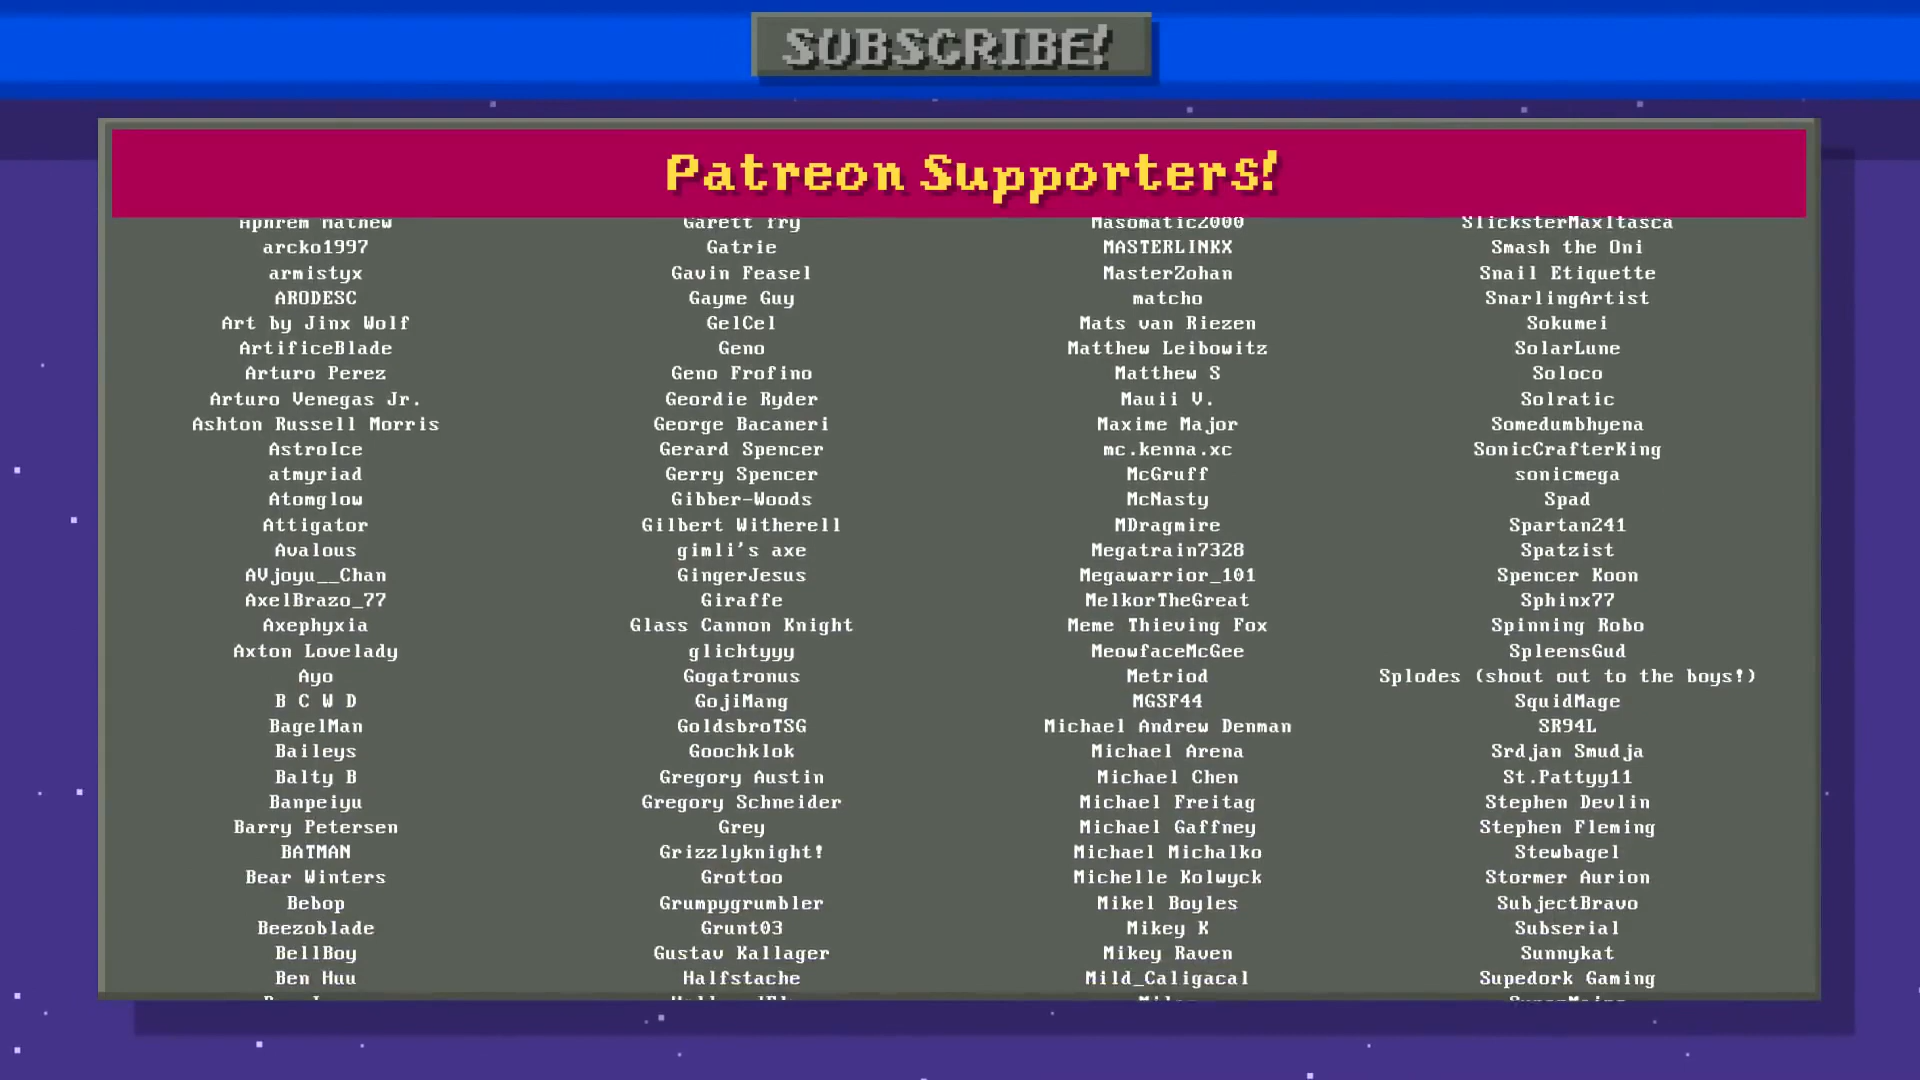 SUBSCRIBE!
Patreon Supporters!
Aphrem Mathew
arcko1997
armistyx
ARODESC
Art by Jinx Wolf
ArtificeBlade
Arturo Perez
Arturo Venegas Jr.
Ashton Russell Morris
AstroIce
atmyriad
Atomglow
Attigator
Avalous
AVjoyu__Chan
AxelBrazo_77
Axephyxia
Axton Lovelady
Ayo
B C W D
BagelMan
Baileys
Balty B
Banpeiyu
Barry Petersen
BATMAN
Bear Winters
Bebop
Beezoblade
BellBoy
Ben Huu
Garett Fry
Gatrie
Gavin Feasel
Gayme Guy
GelCel
Geno
Geno Frofino
Geordie Ryder
George Bacaneri
Gerard Spencer
Gerry Spencer
Gibber-Woods
Gilbert Witherell
gimli's axe
GingerJesus
Giraffe
Glass Cannon Knight
glichtyyy
Gogatronus
GojiMang
GoldsbroTSG
Goochklok
Gregory Austin
Gregory Schneider
Grey
Grizzlyknight!
Grottoo
Grumpygrumbler
Grunt03
Gustav Kallager
Halfstache
Masomatic2000
MASTERLINKX
MasterZohan
matcho
Mats van Riezen
Matthew Leibowitz
Matthew S
Mauii V.
Maxime Major
mc.kenna.xc
McGruff
McNasty
MDragmire
Megatrain7328
Megawarrior_101
MelkorTheGreat
Meme Thieving Fox
MeowfaceMcGee
Metriod
MGSF44
Michael Andrew Denman
Michael Arena
Michael Chen
Michael Freitag
Michael Gaffney
Michael Michalko
Michelle Kolwyck
Mikel Boyles
Mikey K
Mikey Raven
Mild_Caligacal
SlicksterMaxItasca
Smash the Oni
Snail Etiquette
SnarlingArtist
Sokumei
SolarLune
Soloco
Solratic
Somedumbhyena
SonicCrafterKing
sonicmega
Spad
Spartan241
Spatzist
Spencer Koon
Sphinx77
Spinning Robo
SpleensGud
Splodes (shout out to the boys!)
SquidMage
SR94L
Srdjan Smudja
St.Pattyy11
Stephen Devlin
Stephen Fleming
Stewbagel
Stormer Aurion
SubjectBravo
Subserial
Sunnykat
Supedork Gaming